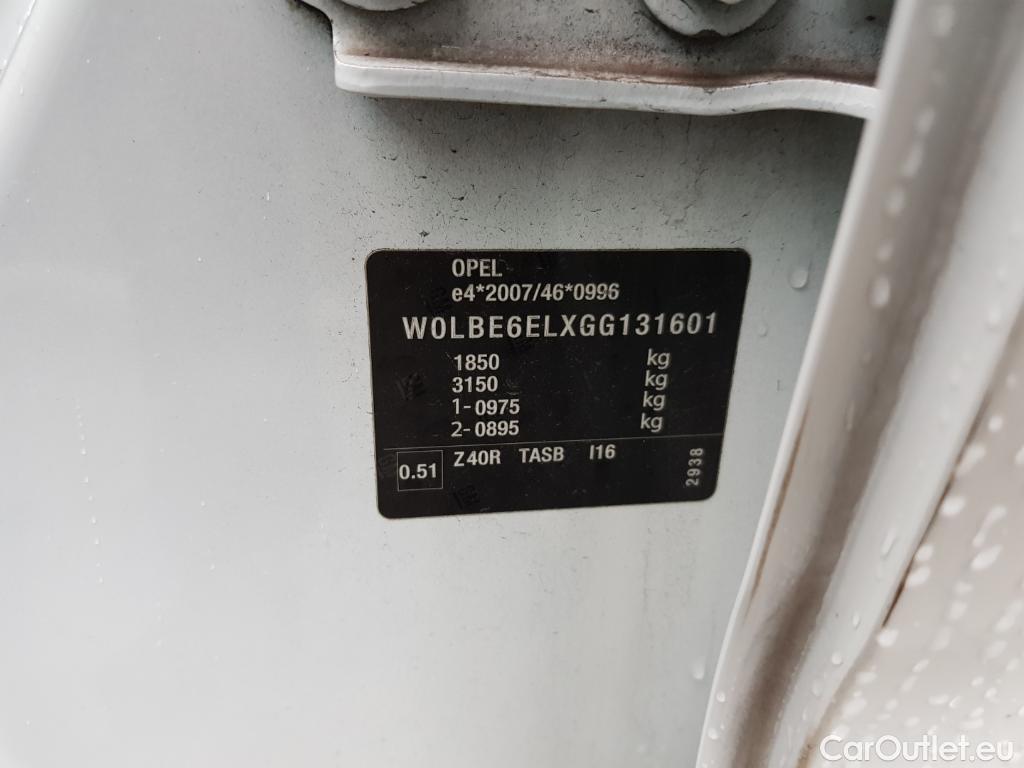 OPEL
e4*2007/46*0996
W0LBE6ELXGG131601
1850 kg
3150 kg
1-0975 kg
2-0895 kg
0.51 Z40R TASB I16
2938
CarOutlet.eu